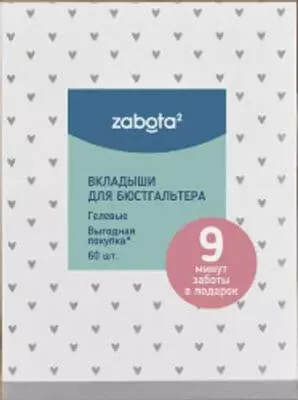 zabota²
ВКЛАДЫШИ
ДЛЯ БЮСТГАЛЬТЕРА
Гелевые
Выгодная
покупка*
60 шт.
9
минут
заботы
в подарок